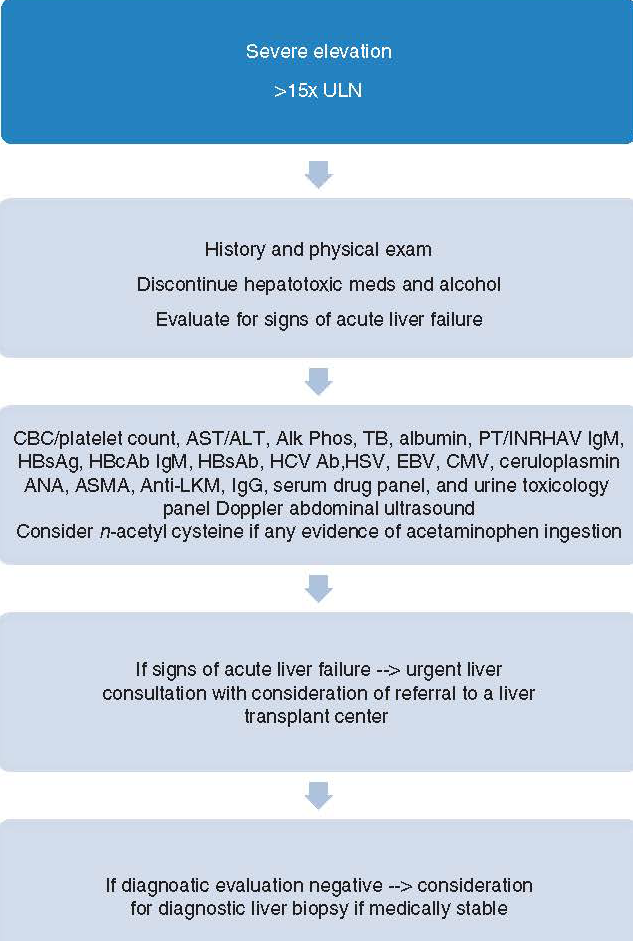 Severe elevation
>15x ULN
History and physical exam
Discontinue hepatotoxic meds and alcohol
Evaluate for signs of acute liver failure
CBC/platelet count, AST/ALT, Alk Phos, TB, albumin, PT/INRHAV IgM,
HBsAg, HBcAb IgM, HBsAb, HCV Ab,HSV, EBV, CMV, ceruloplasmin
ANA, ASMA, Anti-LKM, IgG, serum drug panel, and urine toxicology
panel Doppler abdominal ultrasound
Consider n-acetyl cysteine if any evidence of acetaminophen ingestion
If signs of acute liver failure --> urgent liver
consultation with consideration of referral to a liver
transplant center
If diagnoatic evaluation negative --> consideration
for diagnostic liver biopsy if medically stable